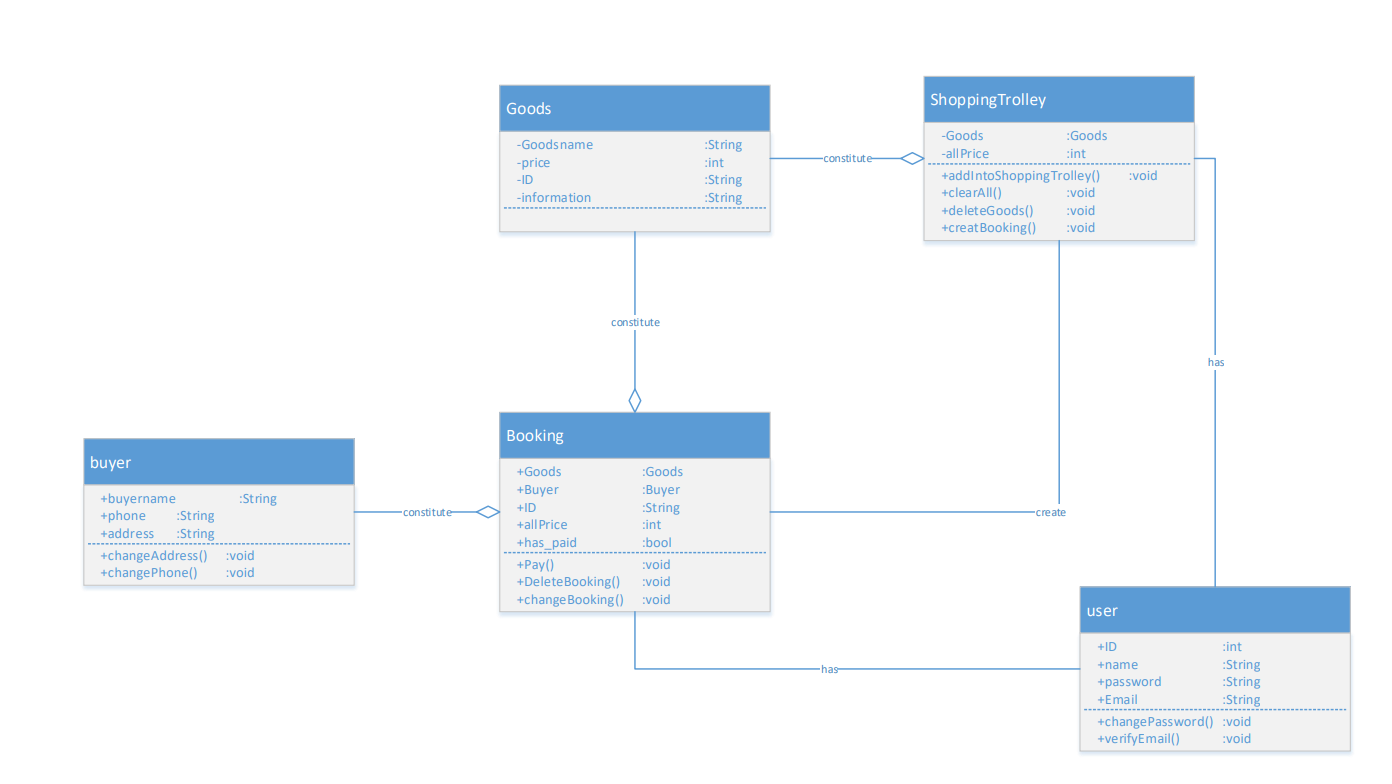 Goods
-Goodsname :String
-price :int
-ID :String
-information :String
constitute
ShoppingTrolley
-Goods :Goods
-allPrice :int
+addIntoShoppingTrolley() :void
+clearAll() :void
+deleteGoods() :void
+creatBooking() :void
constitute
has
buyer
+buyername :String
+phone :String
+address :String
+changeAddress() :void
+changePhone() :void
constitute
Booking
+Goods :Goods
+Buyer :Buyer
+ID :String
+allPrice :int
+has_paid :bool
+Pay() :void
+DeleteBooking() :void
+changeBooking() :void
create
has
user
+ID :int
+name :String
+password :String
+Email :String
+changePassword() :void
+verifyEmail() :void